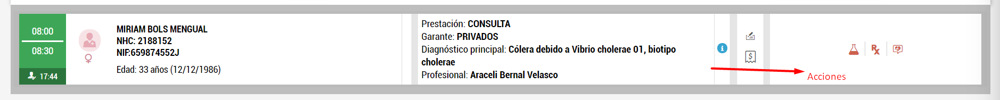 08:00
08:30
17:44
MIRIAM BOLS MENGUAL
NHC: 2188152
NIF:659874552J
Edad: 33 años (12/12/1986)
Prestación: CONSULTA
Garante: PRIVADOS
Diagnóstico principal: Cólera debido a Vibrio cholerae 01, biotipo
cholerae
Profesional: Araceli Bernal Velasco
i
$
Rx
Acciones